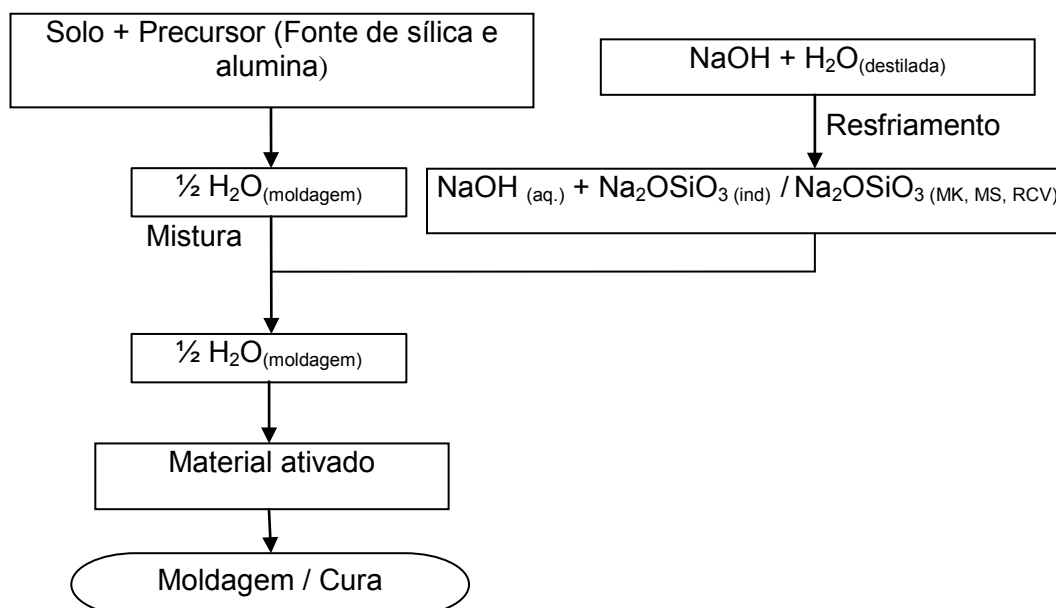 Solo + Precursor (Fonte de sílica e
alumina)
NaOH + H₂O(destilada)
Resfriamento
½ H₂O(moldagem)
NaOH (aq.) + Na₂OSiO₃ (ind) / Na₂OSiO₃ (MK, MS, RCV)
Mistura
½ H₂O(moldagem)
Material ativado
Moldagem / Cura